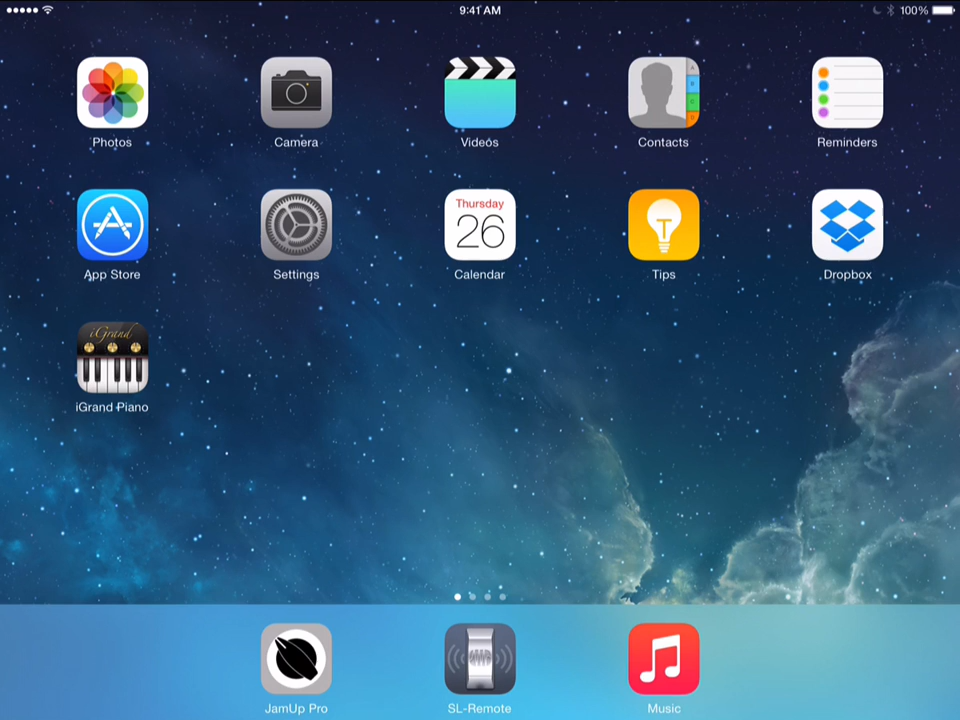 9:41 AM
100%
Photos
Camera
Videos
Contacts
Reminders
App Store
Settings
Thursday
26
Calendar
Tips
Dropbox
iGrand
iGrand Piano
JamUp Pro
SL-Remote
Music